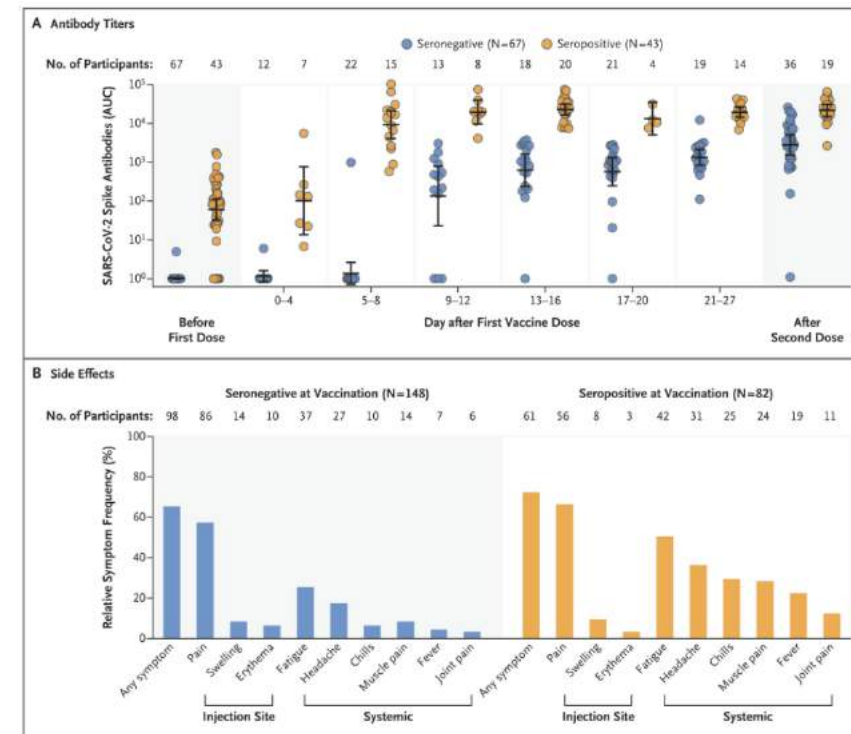 A Antibody Titers
Seronegative (N=67) Seropositive (N=43)
No. of Participants: 67 43 12 7 22 15 13 8 18 20 21 4 19 14 36 19
SARS-CoV-2 Spike Antibodies (AUC)
10⁵
10⁴
10³
10²
10¹
10⁰
0–4 5–8 9–12 13–16 17–20 21–27
Before First Dose
Day after First Vaccine Dose
After Second Dose
B Side Effects
Seronegative at Vaccination (N=148) Seropositive at Vaccination (N=82)
No. of Participants: 98 86 14 10 37 27 10 14 7 6 61 56 8 3 42 31 25 24 19 11
Relative Symptom Frequency (%)
100
80
60
40
20
0
Any symptom Pain Swelling Erythema Fatigue Headache Chills Muscle pain Fever Joint pain Any symptom Pain Swelling Erythema Fatigue Headache Chills Muscle pain Fever Joint pain
Injection Site Systemic Injection Site Systemic